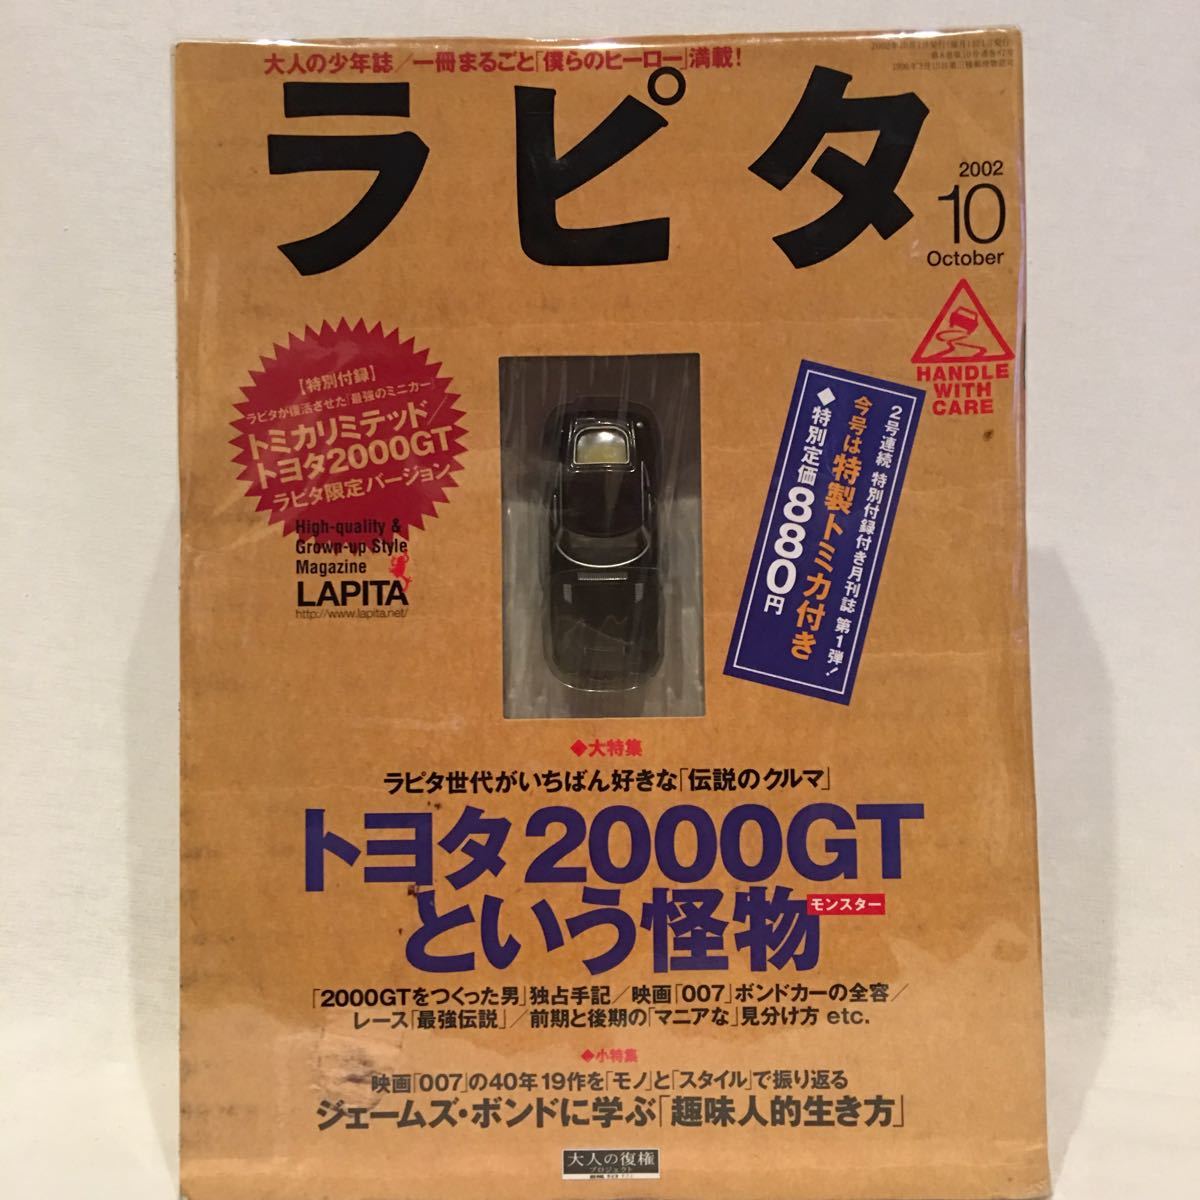 大人の少年誌／一冊まるごと「僕らのヒーロー」満載！
ラピタ
2002
10
October
HANDLE
WITH
CARE
【特別付録】
ラピタが復活させた「最強のミニカー」
トミカリミテッド／
トヨタ2000GT
ラピタ限定バージョン
High-quality &
Grown-up Style
Magazine
LAPITA
http://www.lapita.net/
2号連続 特別付録付き月刊誌 第1弾！
今号は特製トミカ付き
◆特別定価880円
◆大特集
ラピタ世代がいちばん好きな「伝説のクルマ」
トヨタ2000GT
という怪物
モンスター
「2000GTをつくった男」独占手記／映画「007」ボンドカーの全容／
レース「最強伝説」／前期と後期の「マニアな」見分け方 etc.
◆小特集
映画「007」の40年19作を「モノ」と「スタイル」で振り返る
ジェームズ・ボンドに学ぶ「趣味人的生き方」
大人の復権
プロジェクト